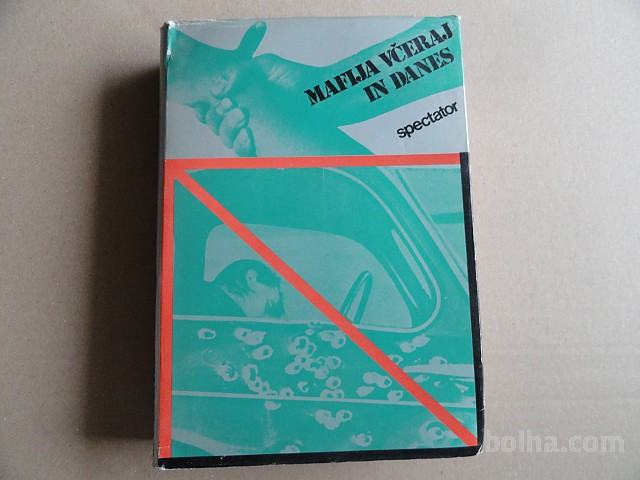 MAFIJA VČERAJ
IN DANES
spectator
bolha.com